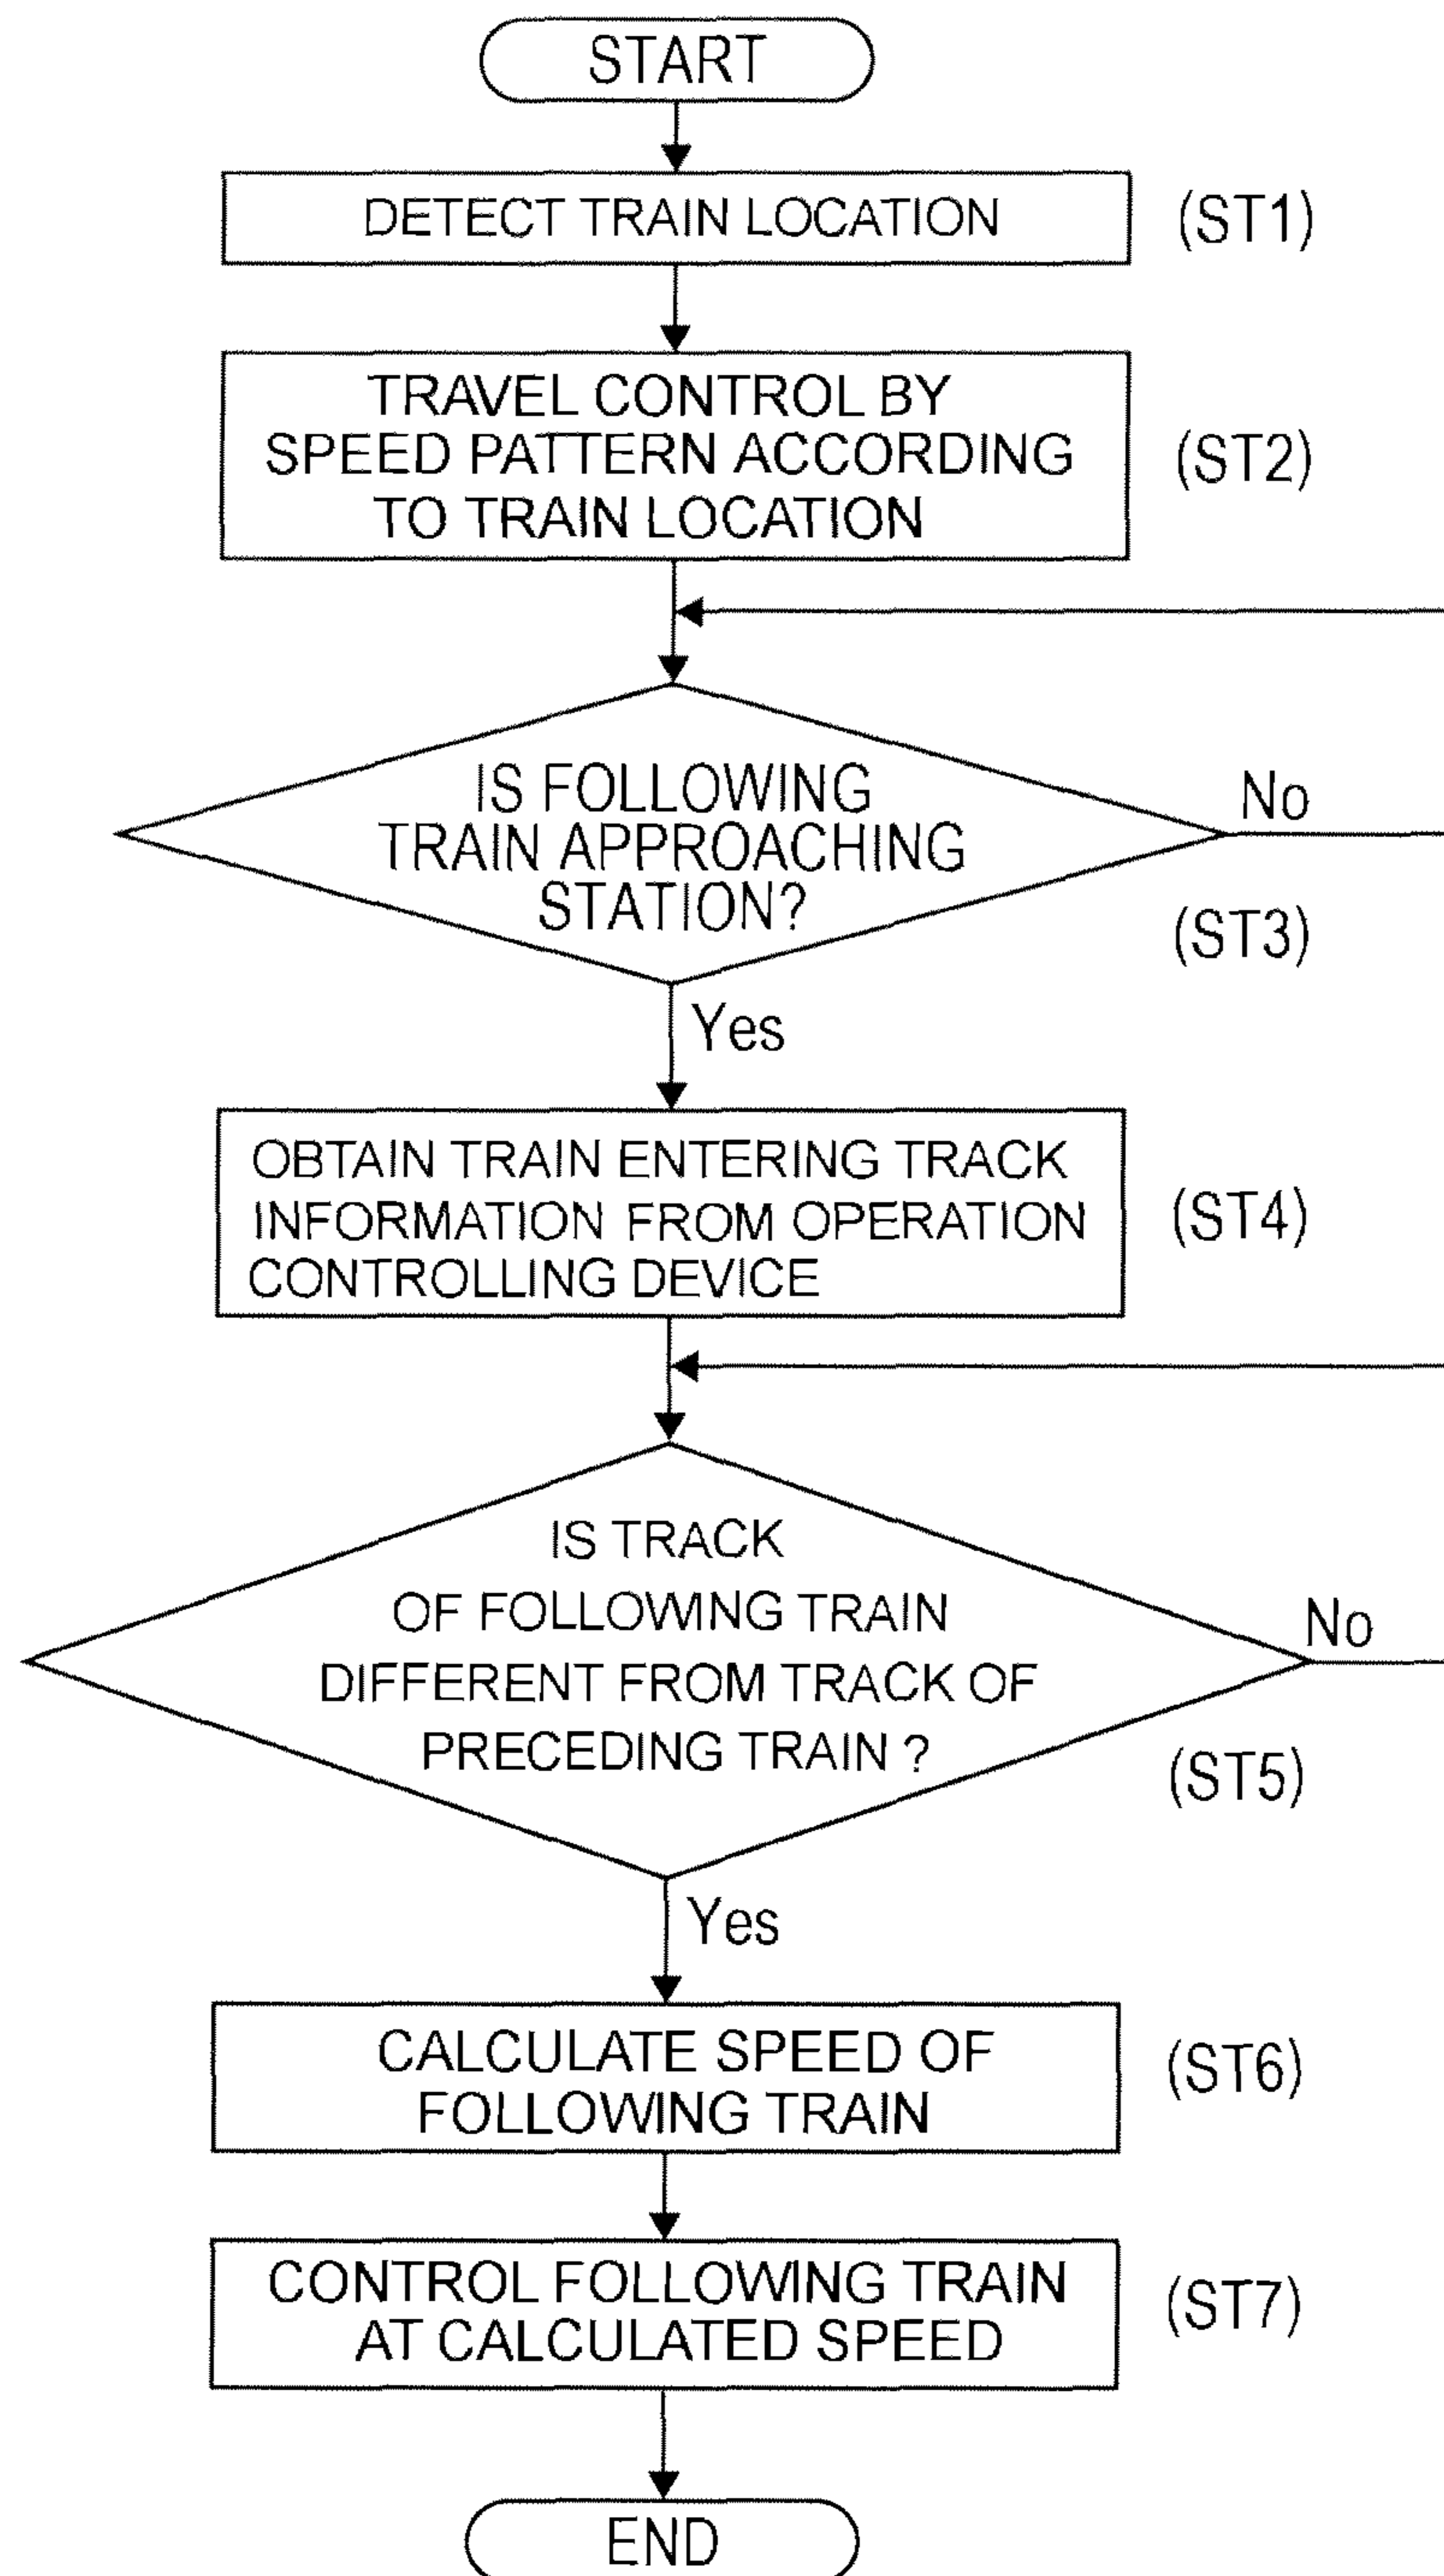 START
DETECT TRAIN LOCATION
(ST1)
TRAVEL CONTROL BY
SPEED PATTERN ACCORDING
TO TRAIN LOCATION
(ST2)
IS FOLLOWING
TRAIN APPROACHING
STATION?
No
(ST3)
Yes
OBTAIN TRAIN ENTERING TRACK
INFORMATION FROM OPERATION
CONTROLLING DEVICE
(ST4)
IS TRACK
OF FOLLOWING TRAIN
DIFFERENT FROM TRACK OF
PRECEDING TRAIN ?
No
(ST5)
Yes
CALCULATE SPEED OF
FOLLOWING TRAIN
(ST6)
CONTROL FOLLOWING TRAIN
AT CALCULATED SPEED
(ST7)
END